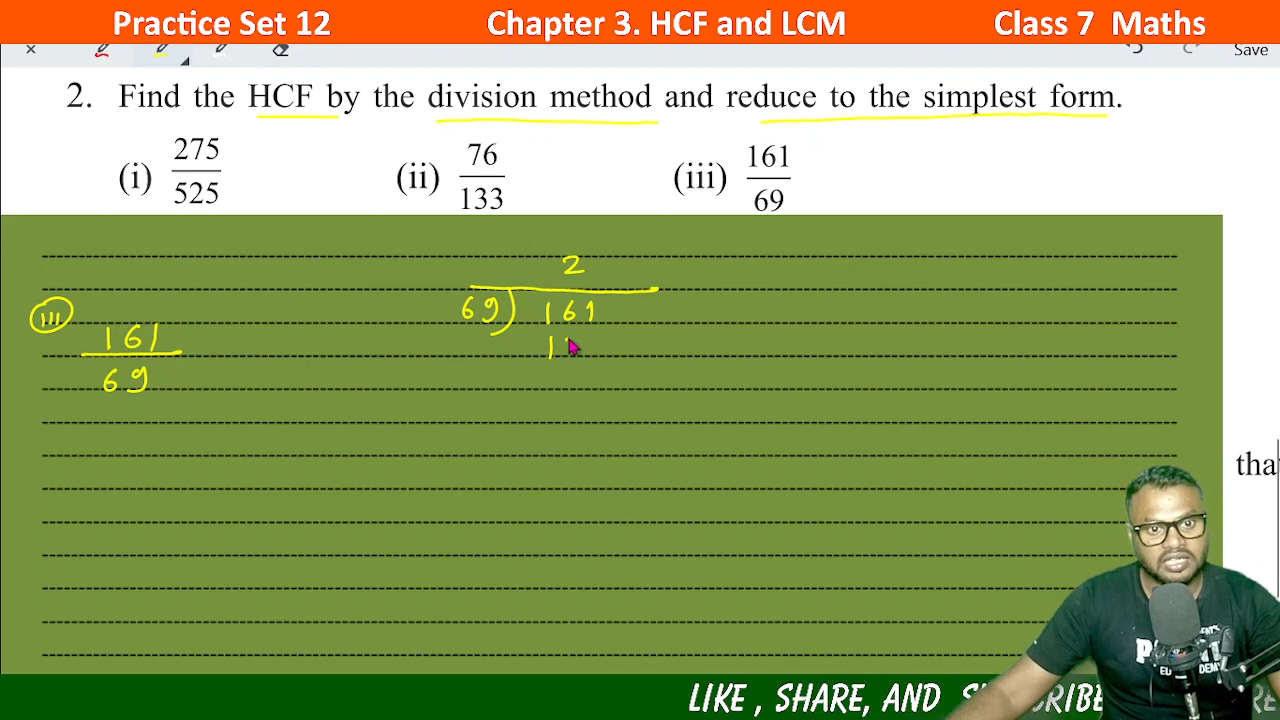 Practice Set 12 Chapter 3. HCF and LCM Class 7 Maths
Save
2. Find the HCF by the division method and reduce to the simplest form.
(i) 275/525 (ii) 76/133 (iii) 161/69
2
69) 161
1
(iii) 161/69
LIKE , SHARE, AND